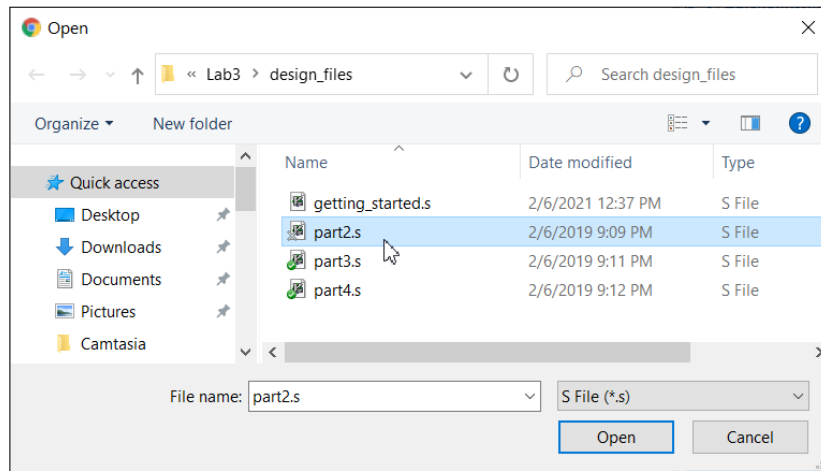 Open
« Lab3 > design_files
Search design_files
Organize
New folder
Name Date modified Type
Quick access
Desktop
Downloads
Documents
Pictures
Camtasia
getting_started.s 2/6/2021 12:37 PM S File
part2.s 2/6/2019 9:09 PM S File
part3.s 2/6/2019 9:11 PM S File
part4.s 2/6/2019 9:12 PM S File
File name: part2.s S File (*.s)
Open Cancel